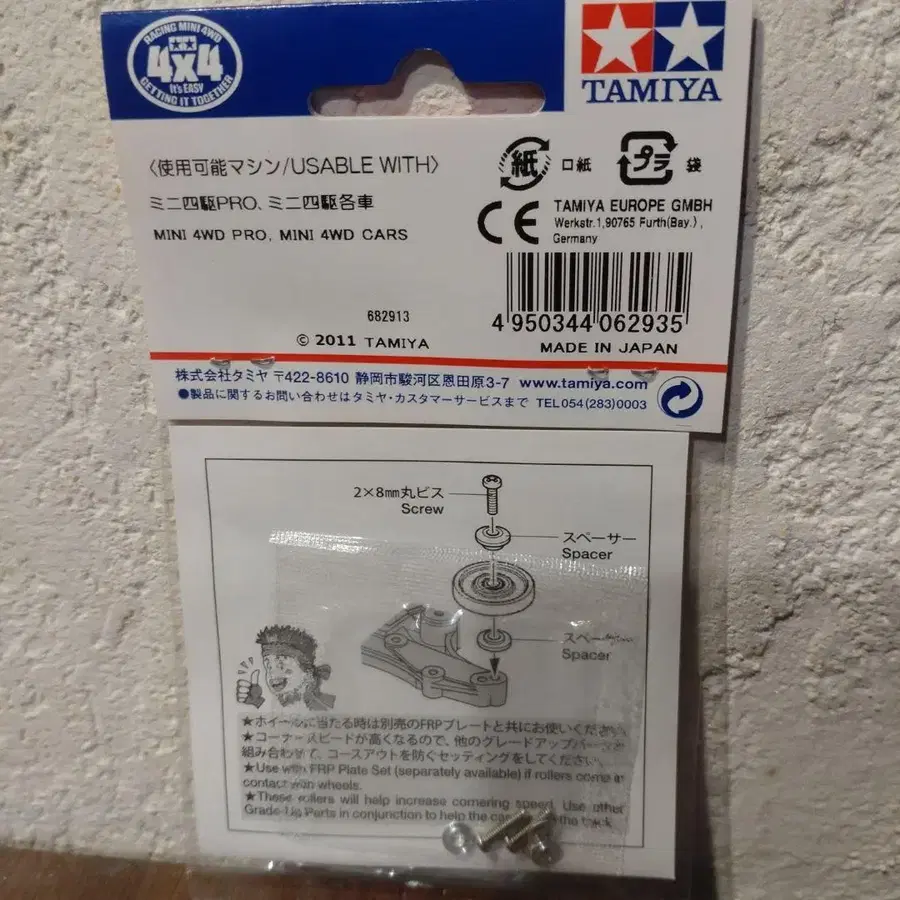 RACING MINI 4WD
4x4
It's EASY
GETTING IT TOGETHER
TAMIYA
〈使用可能マシン/USABLE WITH〉
ミニ四駆PRO、ミニ四駆各車
MINI 4WD PRO, MINI 4WD CARS
紙 口紙
プラ 袋
CE
TAMIYA EUROPE GMBH
Werkstr.1,90765 Furth(Bay.),
Germany
682913
4 950344 062935
© 2011 TAMIYA
MADE IN JAPAN
株式会社タミヤ 〒422-8610 静岡市駿河区恩田原3-7 www.tamiya.com
●製品に関するお問い合わせはタミヤ・カスタマーサービスまで TEL054(283)0003
2×8mm丸ビス
Screw
スペーサー
Spacer
スペーサー
Spacer
★ホイールに当たる時は別売のFRPプレートと共にお使いください。
★コーナースピードが高くなるので、他のグレードアップパーツと
組み合わせて、コースアウトを防ぐセッティングをしてください。
★Use with FRP Plate Set (separately available) if rollers come in
contact with wheels.
★These rollers will help increase cornering speed. Use other
Grade-Up Parts in conjunction to help the car on the track.